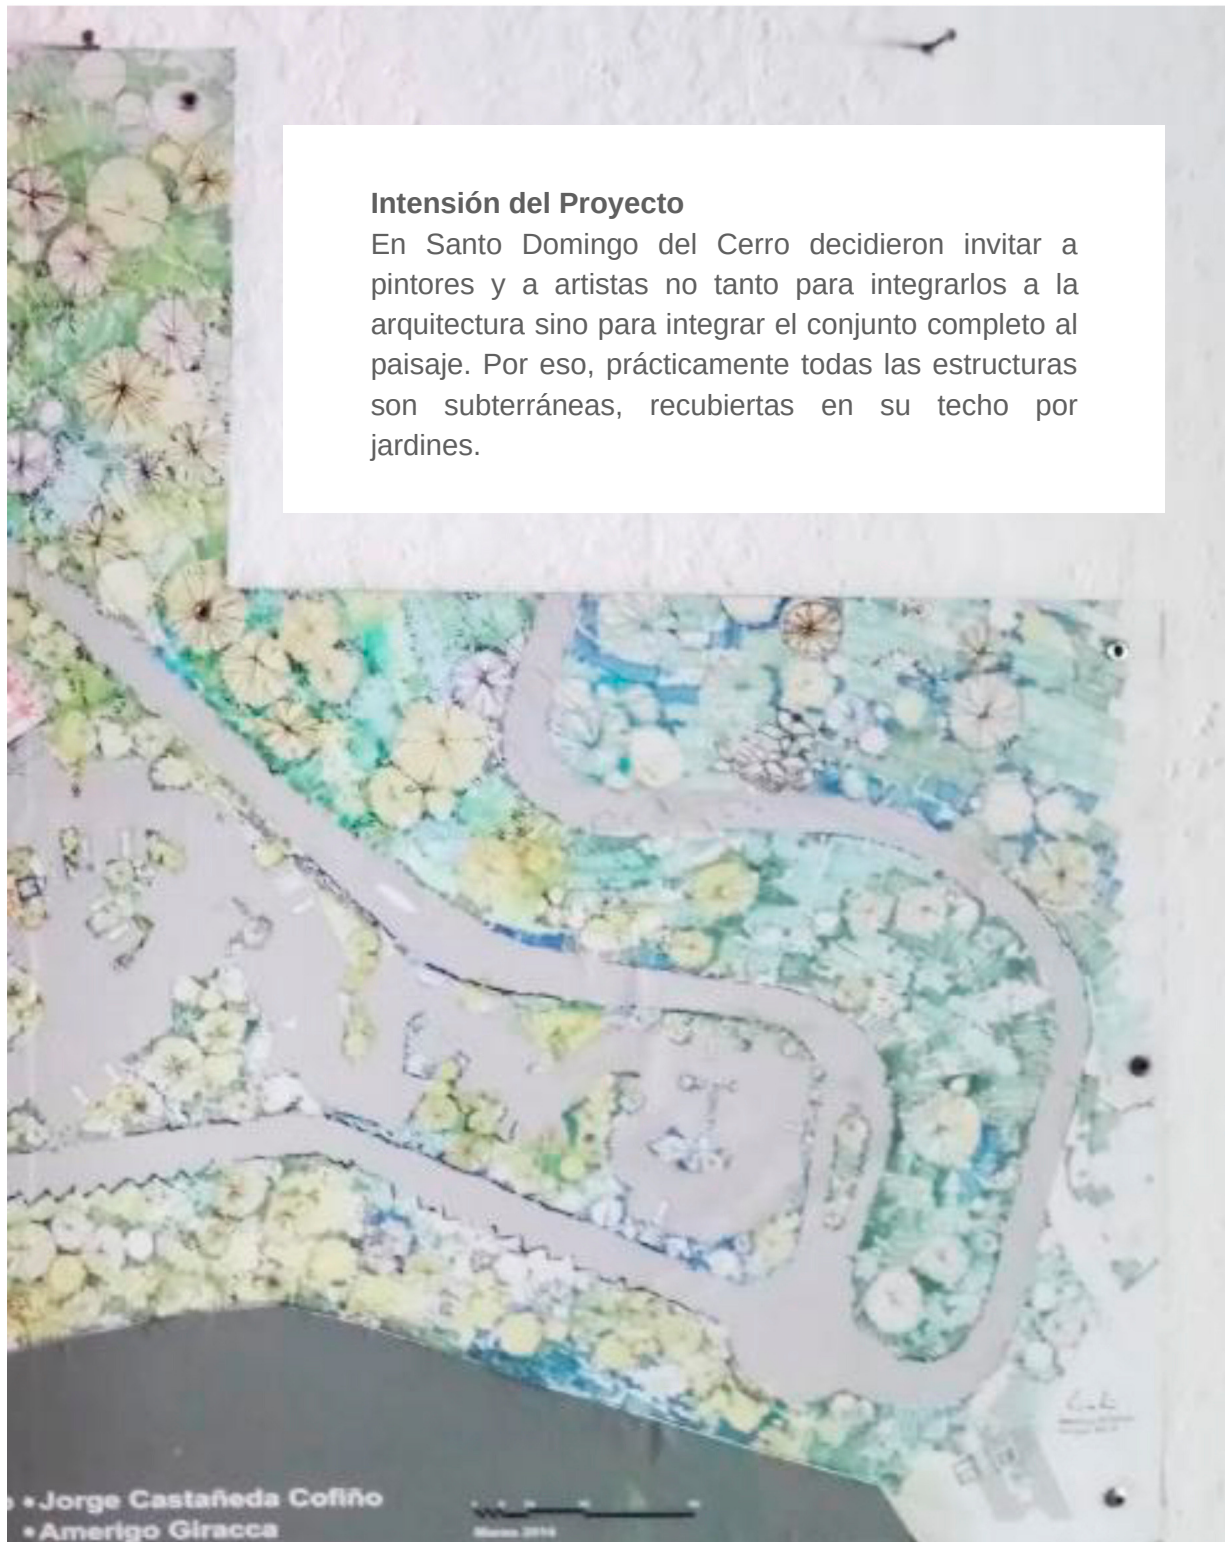 Intensión del Proyecto
En Santo Domingo del Cerro decidieron invitar a
pintores y a artistas no tanto para integrarlos a la
arquitectura sino para integrar el conjunto completo al
paisaje. Por eso, prácticamente todas las estructuras
son subterráneas, recubiertas en su techo por
jardines.
•Jorge Castañeda Cofiño
•Amerigo Giracca